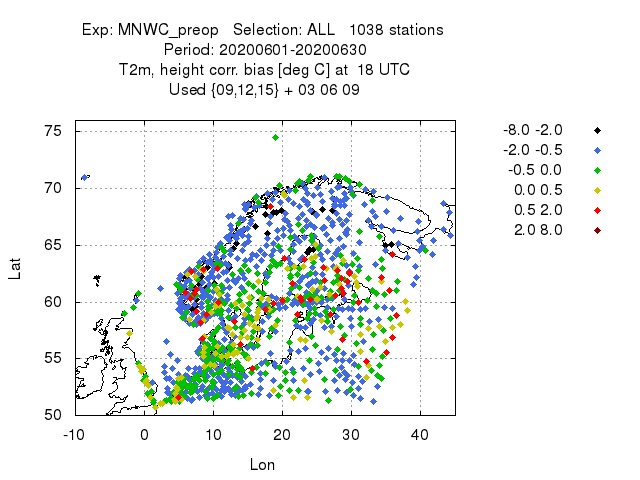 Exp: MNWC_preop   Selection: ALL   1038 stations
Period: 20200601-20200630
T2m, height corr. bias [deg C] at  18 UTC
Used {09,12,15} + 03 06 09
-8.0 -2.0
-2.0 -0.5
-0.5 0.0
0.0 0.5
0.5 2.0
2.0 8.0
75
70
65
60
55
50
Lat
-10 0 10 20 30 40
Lon